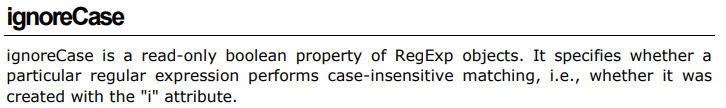 ignoreCase
ignoreCase is a read-only boolean property of RegExp objects. It specifies whether a
particular regular expression performs case-insensitive matching, i.e., whether it was
created with the "i" attribute.